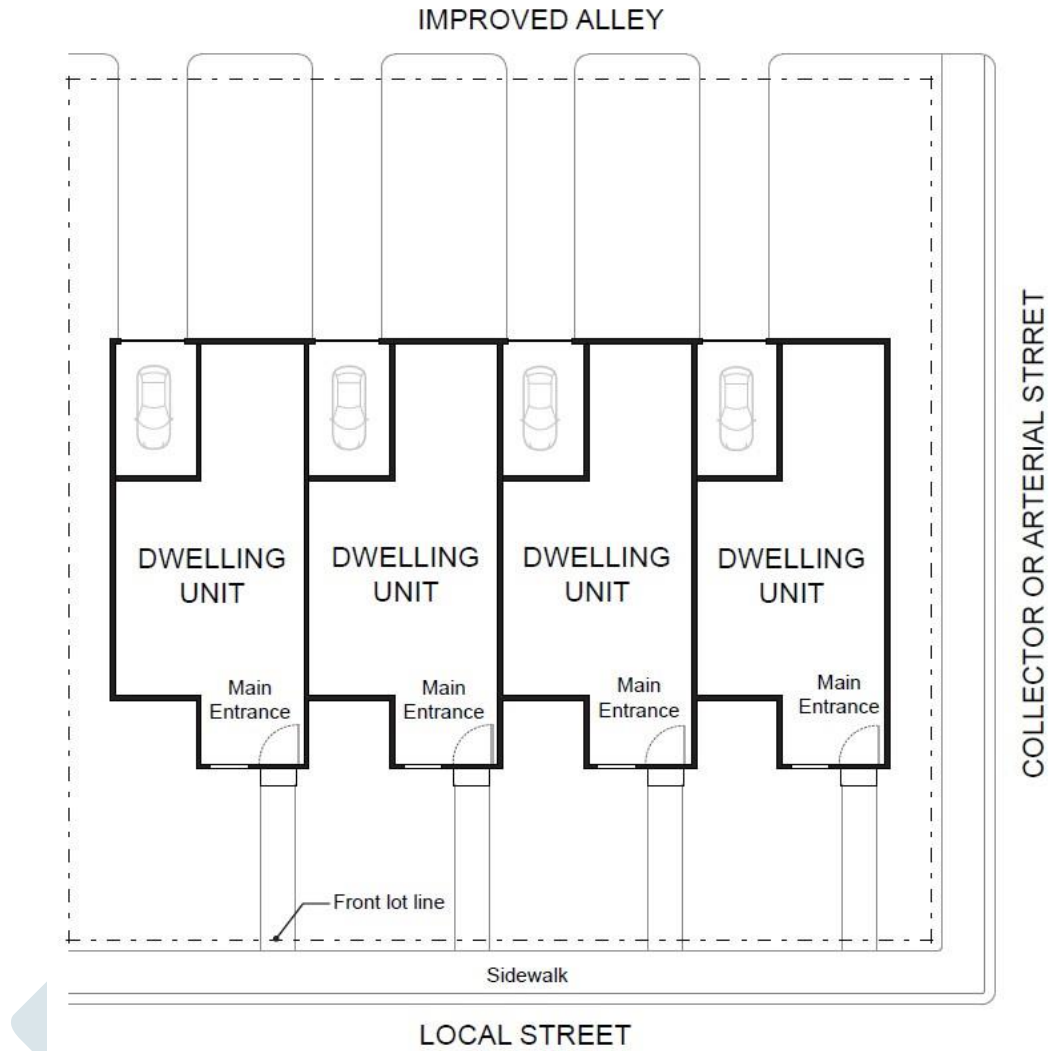 IMPROVED ALLEY
COLLECTOR OR ARTERIAL STRRET
DWELLING
UNIT
DWELLING
UNIT
DWELLING
UNIT
DWELLING
UNIT
Main
Entrance
Main
Entrance
Main
Entrance
Main
Entrance
Front lot line
Sidewalk
LOCAL STREET